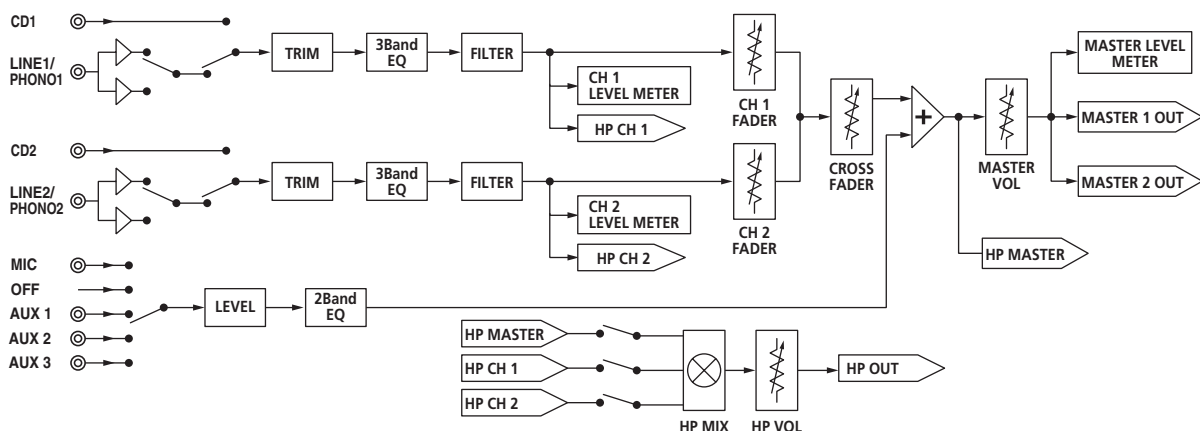 CD1
LINE1/
PHONO1
TRIM
3Band
EQ
FILTER
CH 1
LEVEL METER
HP CH 1
CH 1
FADER
CD2
LINE2/
PHONO2
TRIM
3Band
EQ
FILTER
CH 2
LEVEL METER
HP CH 2
CH 2
FADER
CROSS
FADER
+
MASTER
VOL
MASTER LEVEL
METER
MASTER 1 OUT
MASTER 2 OUT
HP MASTER
MIC
OFF
AUX 1
AUX 2
AUX 3
LEVEL
2Band
EQ
HP MASTER
HP CH 1
HP CH 2
HP MIX
HP VOL
HP OUT